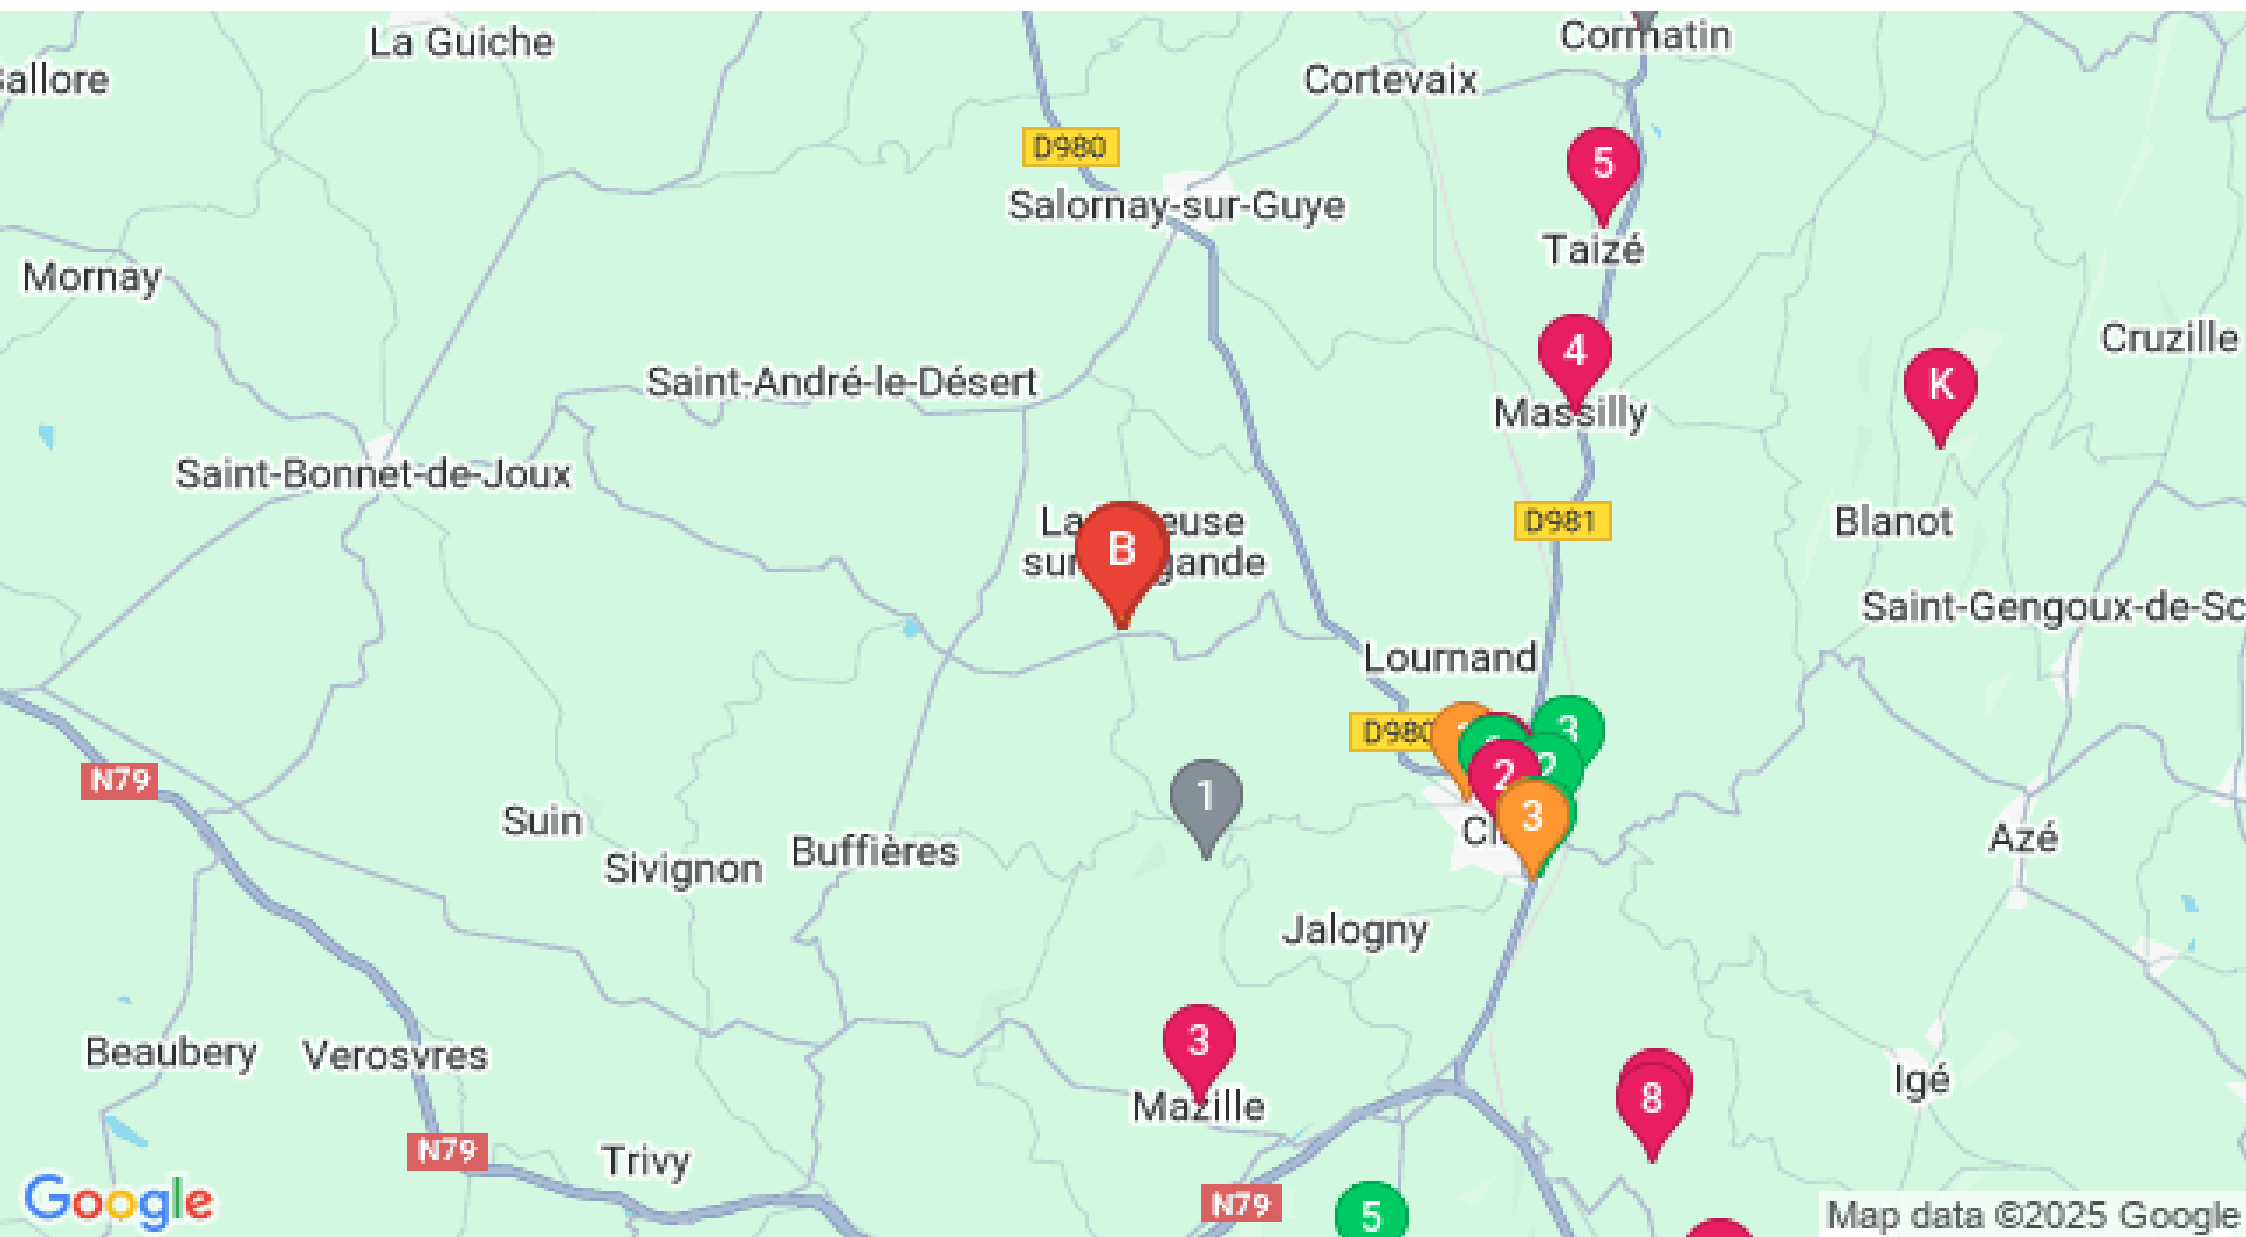 La Guiche
Cormatin
Cortevaix
D980
5
Salornay-sur-Guye
Taizé
Mornay
Cruzille
4
K
Saint-André-le-Désert
Massilly
Saint-Bonnet-de-Joux
D981
Blanot
B
Saint-Gengoux-de-Sc
Lournand
D980
3
2
2
N79
1
3
Suin
Azé
Buffières
Sivignon
Jalogny
3
Beaubery
Verosvres
Igé
8
Mazille
N79
Trivy
Google
N79
5
Map data ©2025 Google